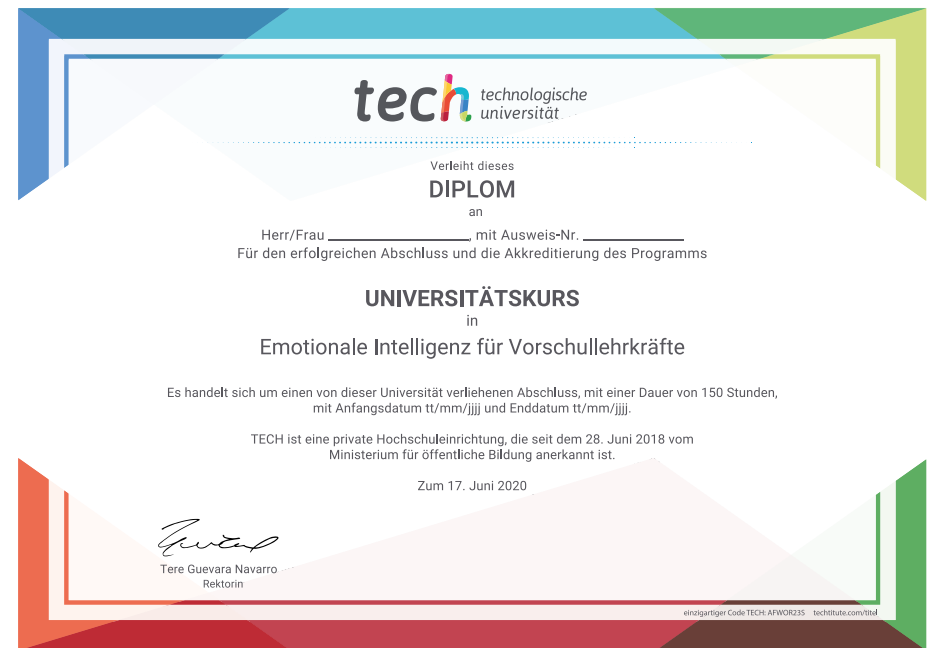 tech technologische
universität
Verleiht dieses
DIPLOM
an
Herr/Frau ____________________, mit Ausweis-Nr. ______________
Für den erfolgreichen Abschluss und die Akkreditierung des Programms
UNIVERSITÄTSKURS
in
Emotionale Intelligenz für Vorschullehrkräfte
Es handelt sich um einen von dieser Universität verliehenen Abschluss, mit einer Dauer von 150 Stunden,
mit Anfangsdatum tt/mm/jjjj und Enddatum tt/mm/jjjj.
TECH ist eine private Hochschuleinrichtung, die seit dem 28. Juni 2018 vom
Ministerium für öffentliche Bildung anerkannt ist.
Zum 17. Juni 2020
Tere Guevara Navarro
Rektorin
einzigartiger Code TECH: AFWOR23S techtitute.com/titel